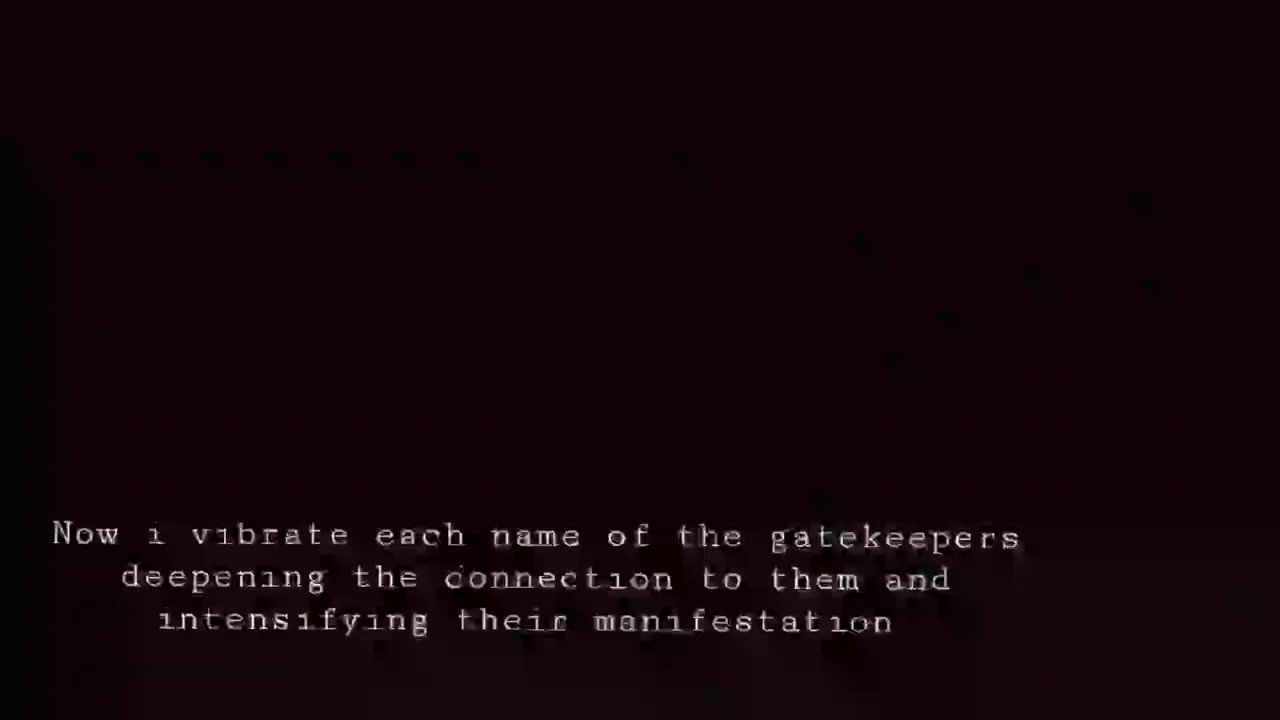 Now i vibrate each name of the gatekeepers
deepening the connection to them and
intensifying their manifestation